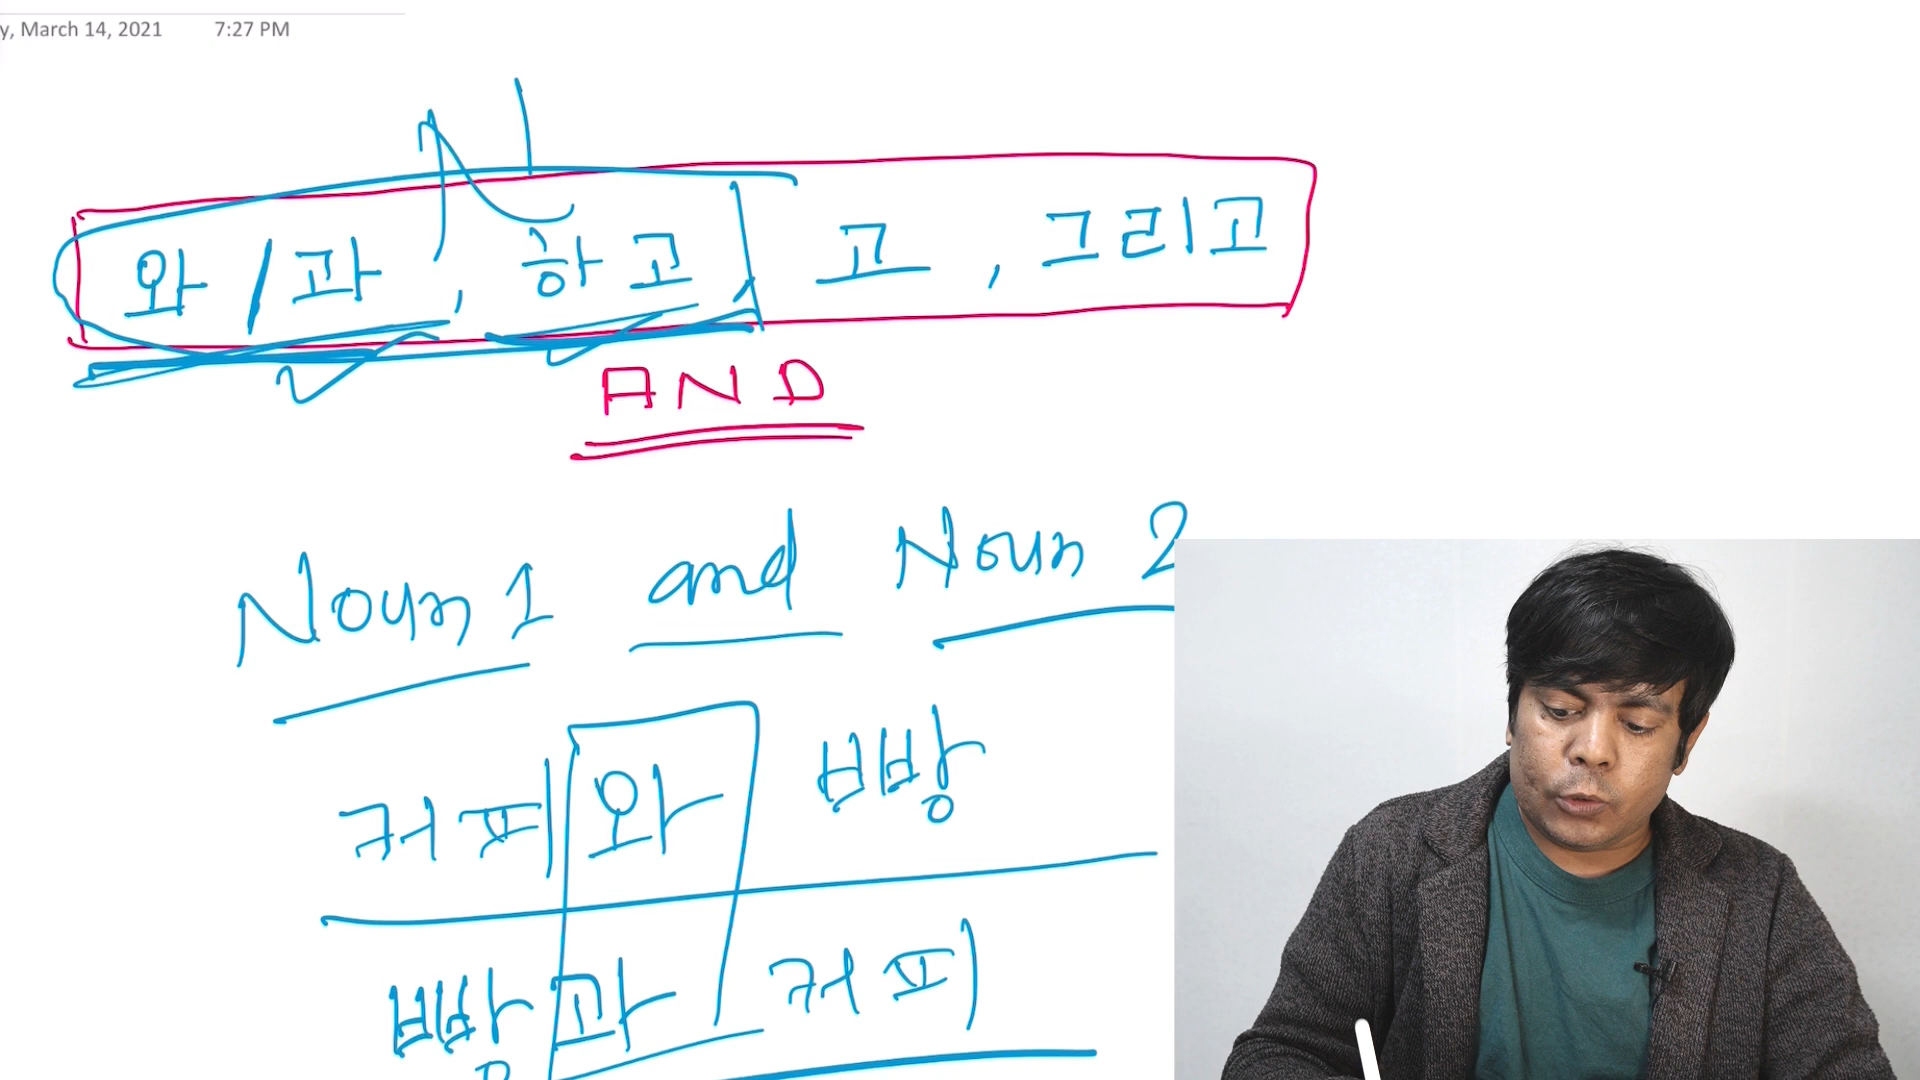 y, March 14, 2021 7:27 PM
와/과, 하고, 고, 그리고
AND
Noun 1 and Noun 2
커피와 빵
빵과 커피